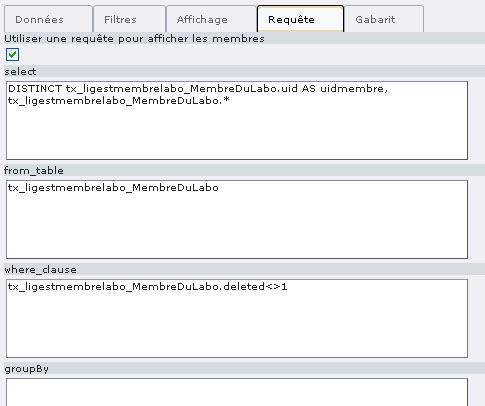 Données Filtres Affichage Requête Gabarit
Utiliser une requête pour afficher les membres
select
DISTINCT tx_ligestmembrelabo_MembreDuLabo.uid AS uidmembre,
tx_ligestmembrelabo_MembreDuLabo.*
from_table
tx_ligestmembrelabo_MembreDuLabo
where_clause
tx_ligestmembrelabo_MembreDuLabo.deleted<>1
groupBy